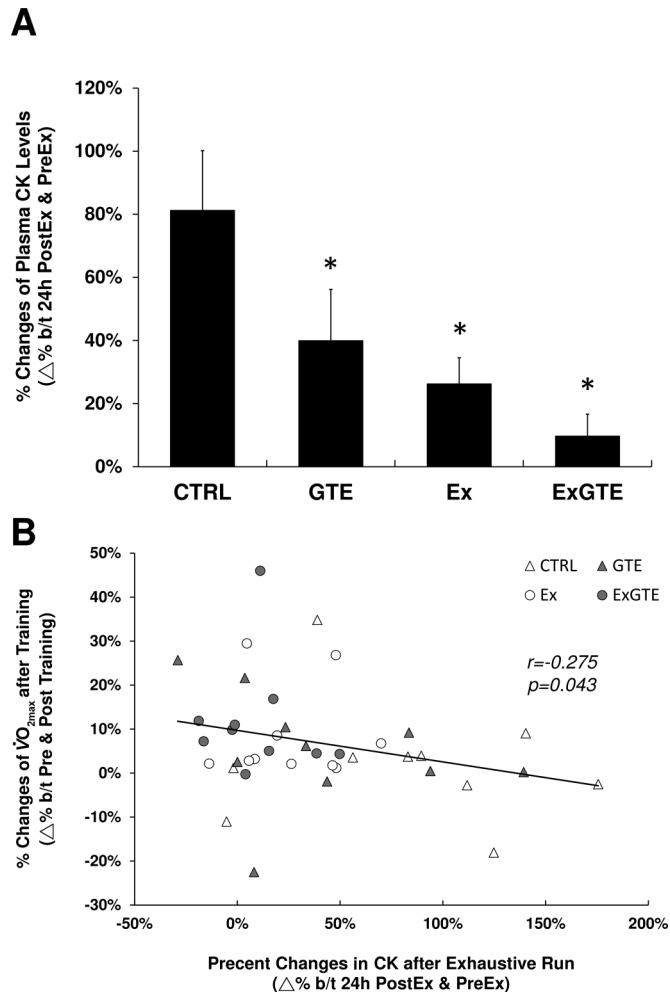 A
% Changes of Plasma CK Levels
(△% b/t 24h PostEx & PreEx)
120%
100%
80%
60%
40%
20%
0%
*
*
*
CTRL GTE Ex ExGTE
B
% Changes of V̇O2max after Training
(△% b/t Pre & Post Training)
50%
40%
30%
20%
10%
0%
-10%
-20%
-30%
△ CTRL ▲ GTE
○ Ex ● ExGTE
r=-0.275
p=0.043
-50% 0% 50% 100% 150% 200%
Precent Changes in CK after Exhaustive Run
(△% b/t 24h PostEx & PreEx)